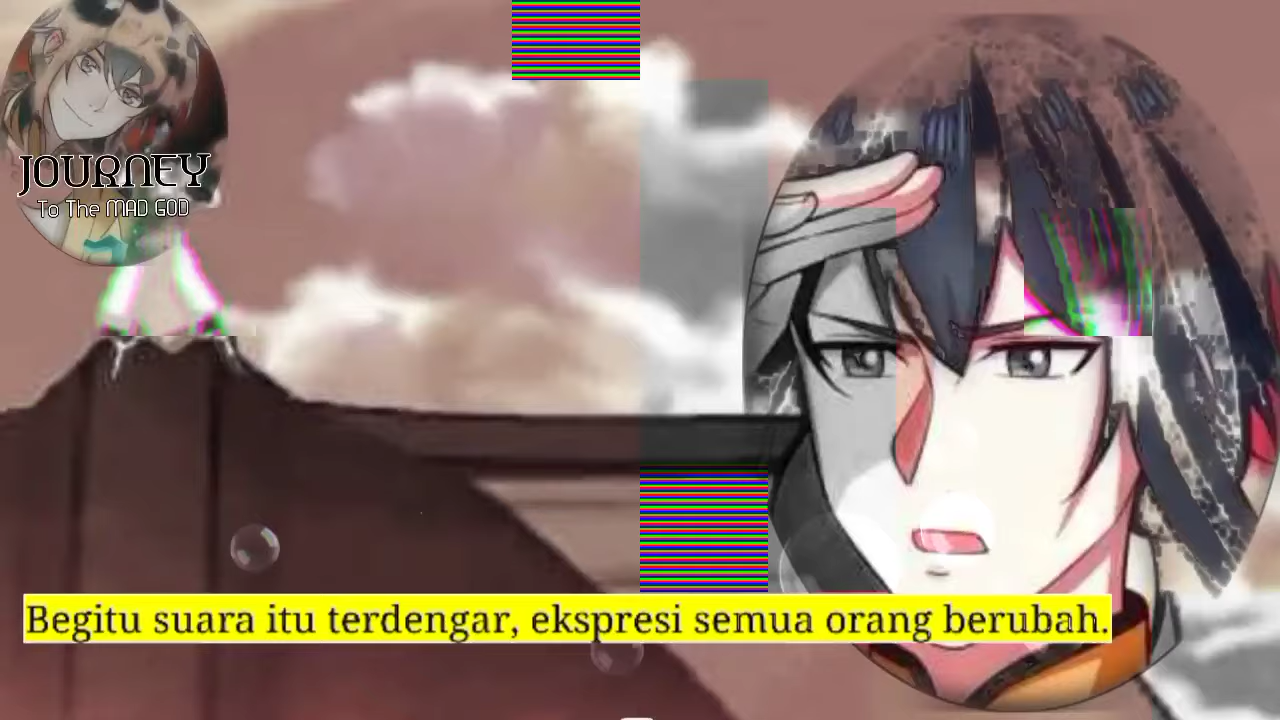 JOURNEY
To The MAD GOD
Begitu suara itu terdengar, ekspresi semua orang berubah.